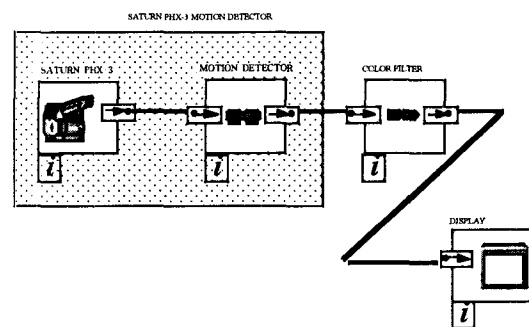 SATURN PHX-3 MOTION DETECTOR
SATURN PHX 3
MOTION DETECTOR
COLOR FILTER
i
i
i
DISPLAY
i